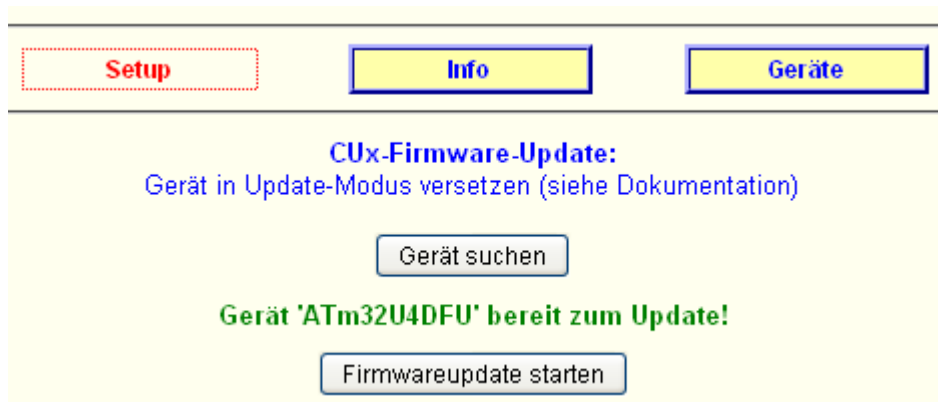 Setup Info Geräte
CUx-Firmware-Update:
Gerät in Update-Modus versetzen (siehe Dokumentation)
Gerät suchen
Gerät 'ATm32U4DFU' bereit zum Update!
Firmwareupdate starten